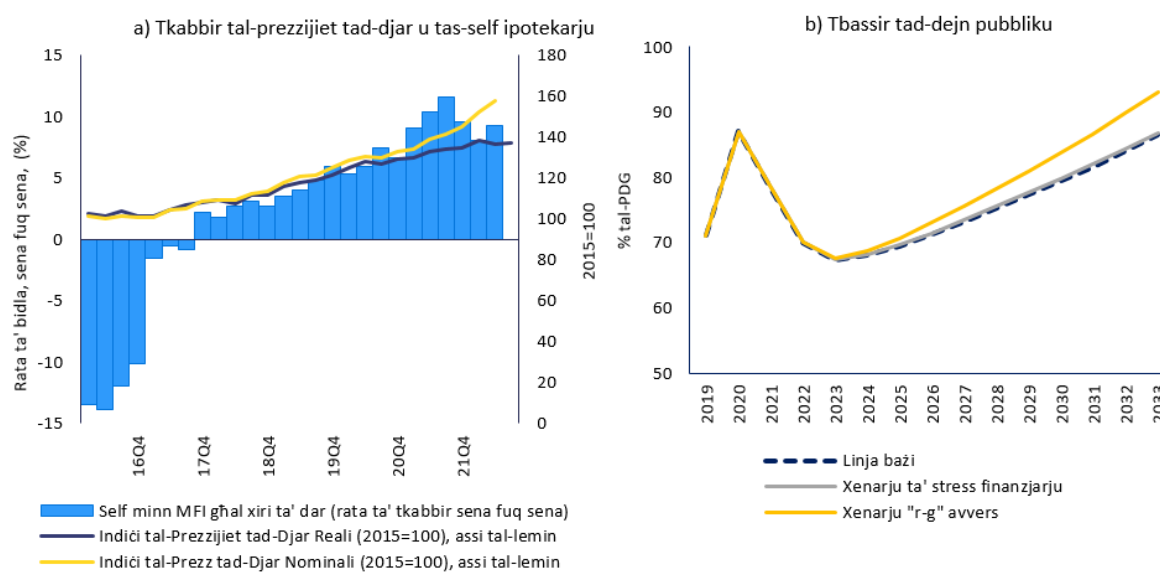 a) Tkabbir tal-prezzijiet tad-djar u tas-self ipotekarju
Rata ta' bidla, sena fuq sena, (%)
15
10
5
0
-5
-10
-15
180
160
140
120
100
80
60
40
20
0
2015=100
16Q4
17Q4
18Q4
19Q4
20Q4
21Q4
Self minn MFI għal xiri ta' dar (rata ta' tkabbir sena fuq sena)
Indiċi tal-Prezzijiet tad-Djar Reali (2015=100), assi tal-lemin
Indiċi tal-Prezz tad-Djar Nominali (2015=100), assi tal-lemin
b) Tbassir tad-dejn pubbliku
% tal-PDG
100
90
80
70
60
50
2019
2020
2021
2022
2023
2024
2025
2026
2027
2028
2029
2030
2031
2032
2033
Linja bażi
Xenarju ta' stress finanzjarju
Xenarju "r-g" avvers